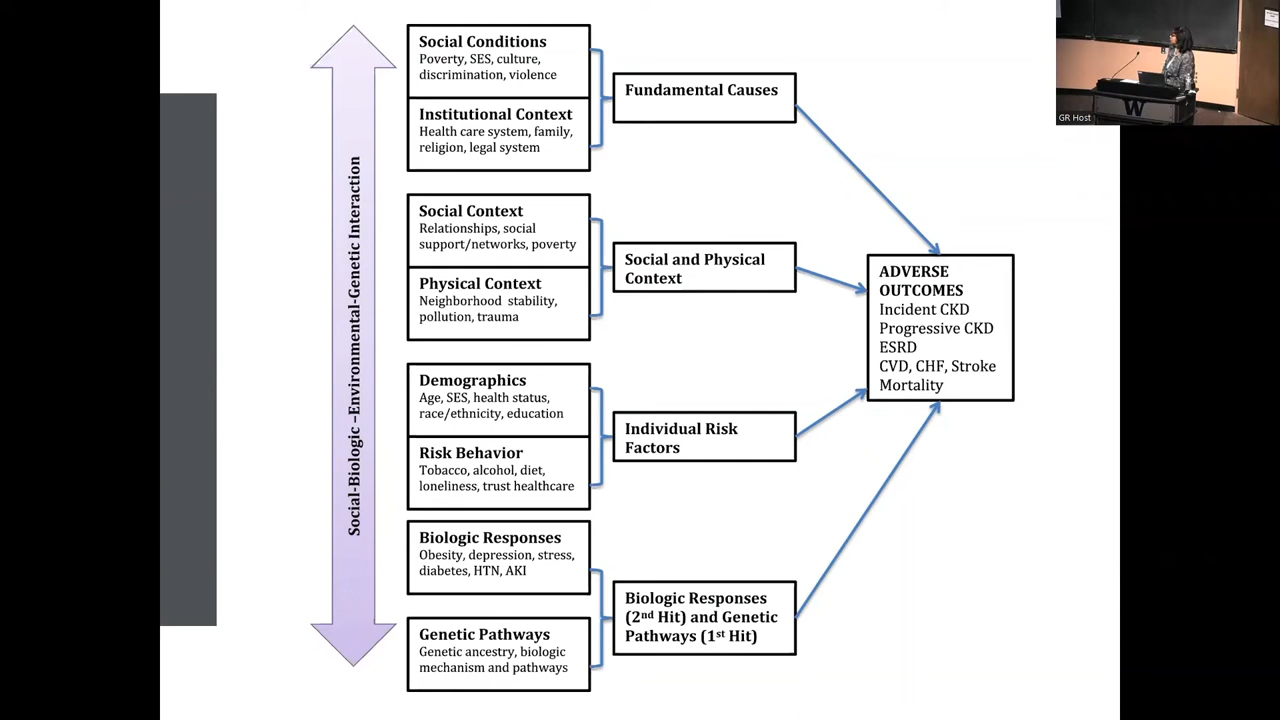 Social-Biologic –Environmental-Genetic Interaction
Social Conditions
Poverty, SES, culture,
discrimination, violence
Institutional Context
Health care system, family,
religion, legal system
Fundamental Causes
Social Context
Relationships, social
support/networks, poverty
Physical Context
Neighborhood stability,
pollution, trauma
Social and Physical
Context
Demographics
Age, SES, health status,
race/ethnicity, education
Risk Behavior
Tobacco, alcohol, diet,
loneliness, trust healthcare
Individual Risk
Factors
Biologic Responses
Obesity, depression, stress,
diabetes, HTN, AKI
Genetic Pathways
Genetic ancestry, biologic
mechanism and pathways
Biologic Responses
(2nd Hit) and Genetic
Pathways (1st Hit)
ADVERSE
OUTCOMES
Incident CKD
Progressive CKD
ESRD
CVD, CHF, Stroke
Mortality
W
GR Host